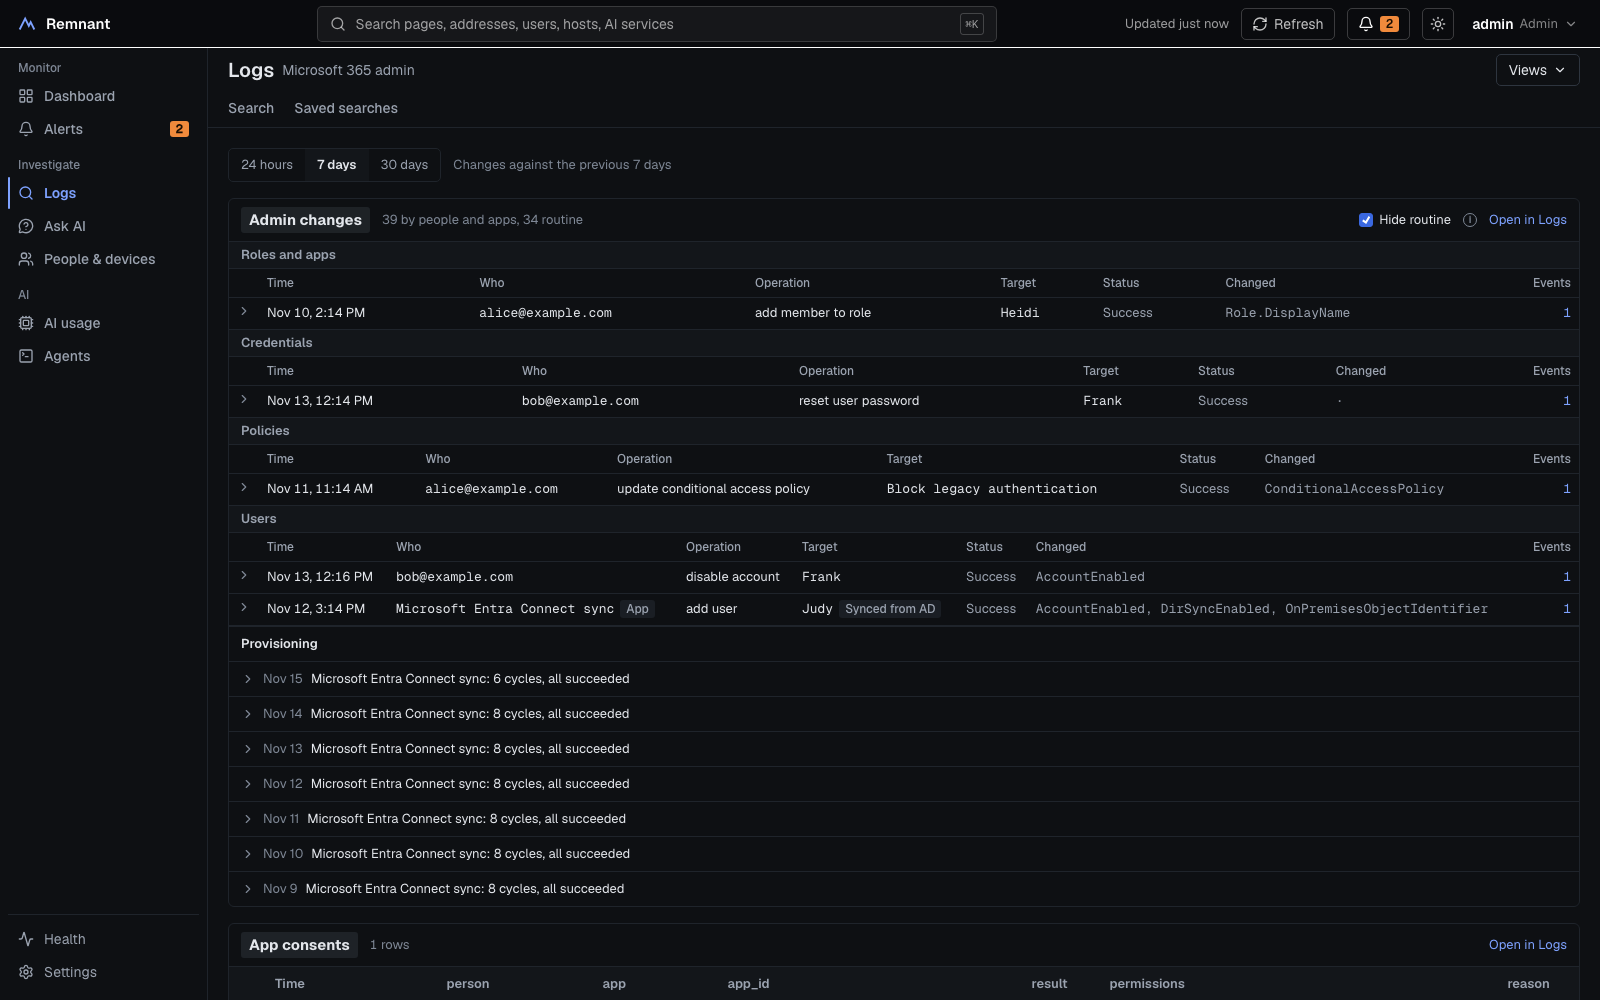 Remnant
Search pages, addresses, users, hosts, AI services
⌘K
Updated just now
Refresh
2
admin Admin
Monitor
Dashboard
Alerts 2
Investigate
Logs
Ask AI
People & devices
AI
AI usage
Agents
Health
Settings
Logs Microsoft 365 admin
Views
Search Saved searches
24 hours 7 days 30 days Changes against the previous 7 days
Admin changes 39 by people and apps, 34 routine Hide routine Open in Logs
Roles and apps
Time Who Operation Target Status Changed Events
Nov 10, 2:14 PM alice@example.com add member to role Heidi Success Role.DisplayName 1
Credentials
Time Who Operation Target Status Changed Events
Nov 13, 12:14 PM bob@example.com reset user password Frank Success · 1
Policies
Time Who Operation Target Status Changed Events
Nov 11, 11:14 AM alice@example.com update conditional access policy Block legacy authentication Success ConditionalAccessPolicy 1
Users
Time Who Operation Target Status Changed Events
Nov 13, 12:16 PM bob@example.com disable account Frank Success AccountEnabled 1
Nov 12, 3:14 PM Microsoft Entra Connect sync App add user Judy Synced from AD Success AccountEnabled, DirSyncEnabled, OnPremisesObjectIdentifier 1
Provisioning
Nov 15 Microsoft Entra Connect sync: 6 cycles, all succeeded
Nov 14 Microsoft Entra Connect sync: 8 cycles, all succeeded
Nov 13 Microsoft Entra Connect sync: 8 cycles, all succeeded
Nov 12 Microsoft Entra Connect sync: 8 cycles, all succeeded
Nov 11 Microsoft Entra Connect sync: 8 cycles, all succeeded
Nov 10 Microsoft Entra Connect sync: 8 cycles, all succeeded
Nov 9 Microsoft Entra Connect sync: 8 cycles, all succeeded
App consents 1 rows Open in Logs
Time person app app_id result permissions reason